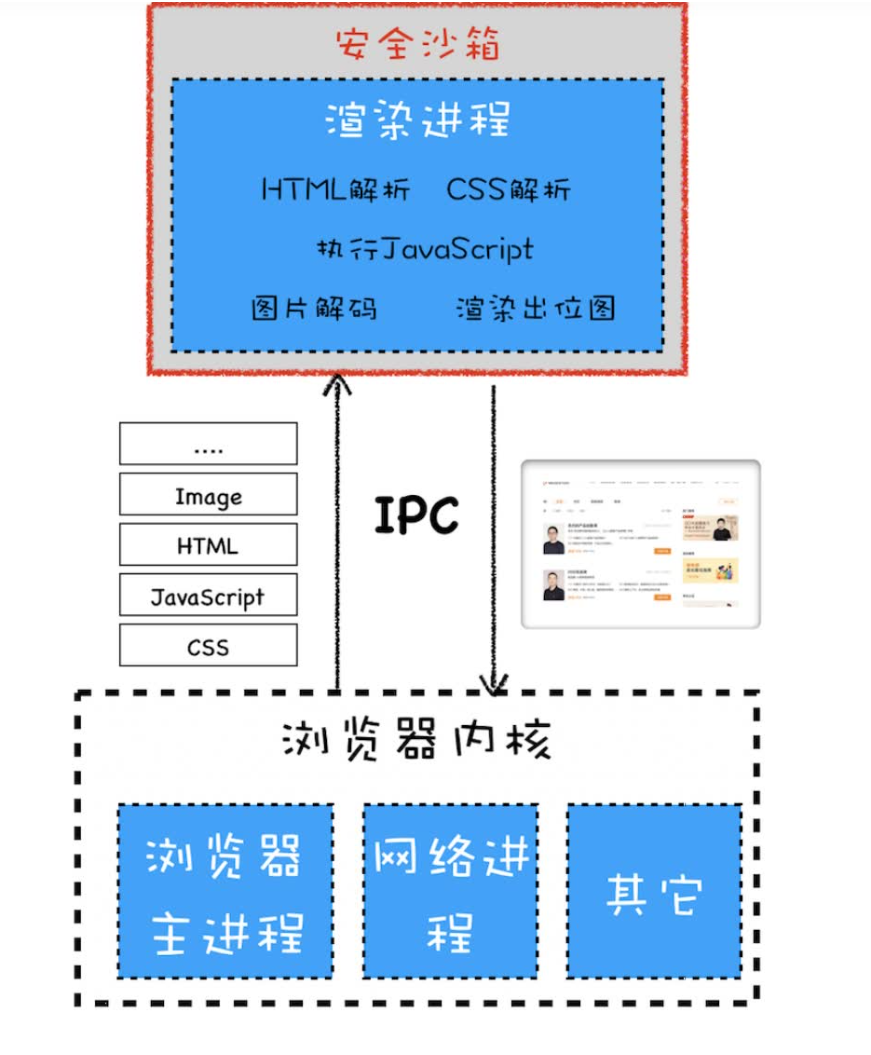 安全沙箱
渲染进程
HTML解析 CSS解析
执行JavaScript
图片解码 渲染出位图
....
Image
HTML
JavaScript
CSS
IPC
浏览器内核
浏览器
主进程
网络进
程
其它